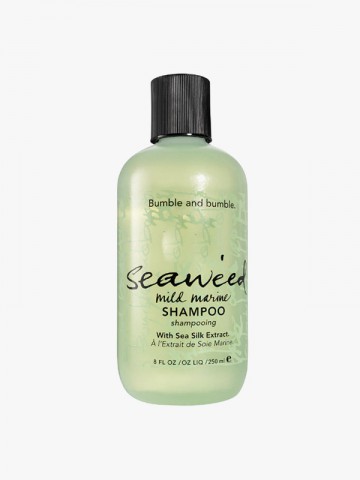 Bumble and bumble.
Seaweed
mild marine
SHAMPOO
shampooing
With Sea Silk Extract.
À l'Extrait de Soie Marine.
8 FL OZ/OZ LIQ/250 ml e